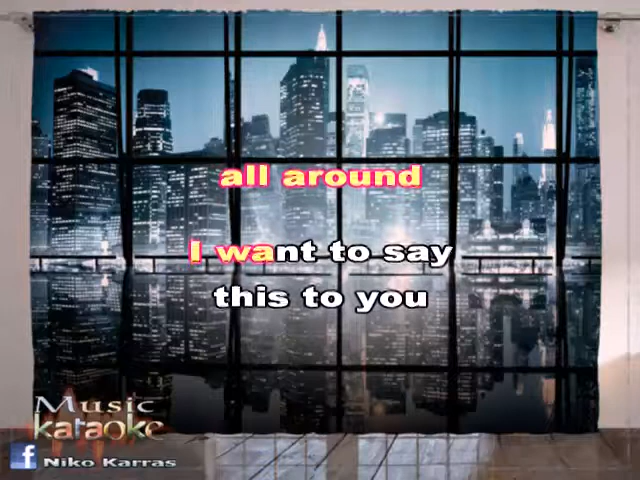 all around
I want to say
this to you
Music
karaoke
f Niko Karras